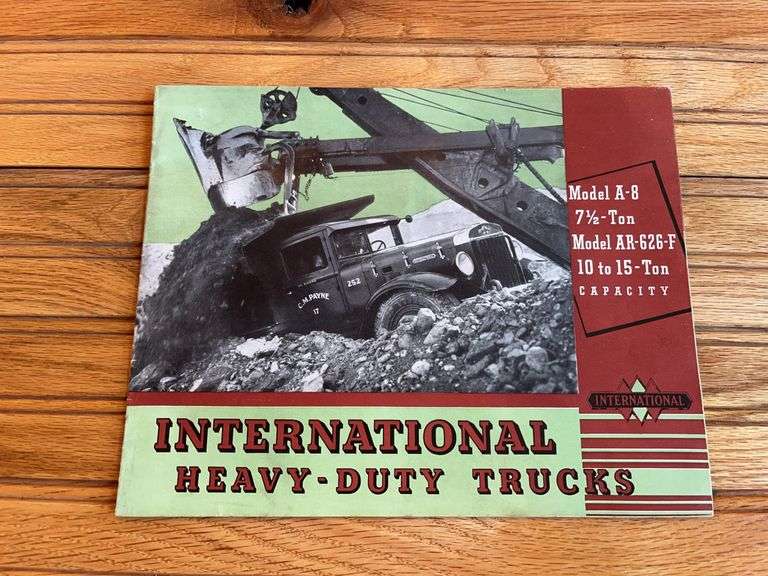 Model A-8
7½-Ton
Model AR-626-F
10 to 15-Ton
CAPACITY
252
C.M. PAYNE
17
INTERNATIONAL
INTERNATIONAL
HEAVY-DUTY TRUCKS